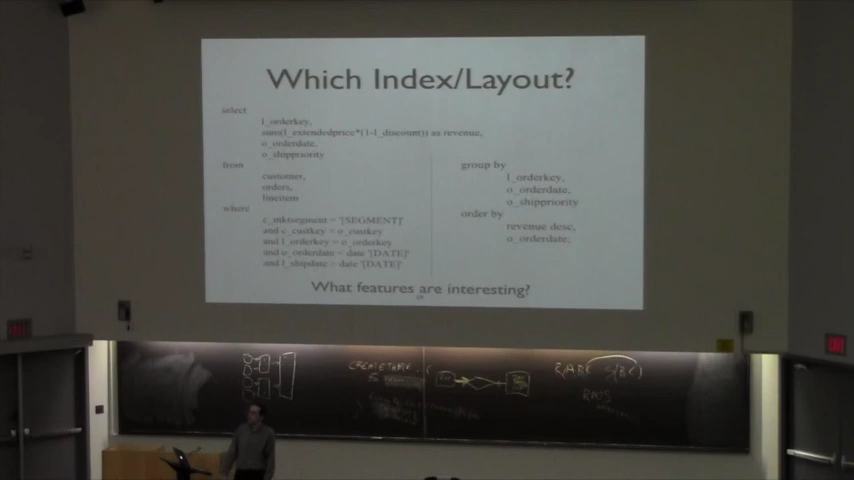 Which Index/Layout?
select
l_orderkey,
sum(l_extendedprice*(1-l_discount)) as revenue,
o_orderdate,
o_shippriority
from
customer,
orders,
lineitem
where
c_mktsegment = '[SEGMENT]'
and c_custkey = o_custkey
and l_orderkey = o_orderkey
and o_orderdate < date '[DATE]'
and l_shipdate > date '[DATE]'
group by
l_orderkey,
o_orderdate,
o_shippriority
order by
revenue desc,
o_orderdate;
What features are interesting?
CREATE TABLE